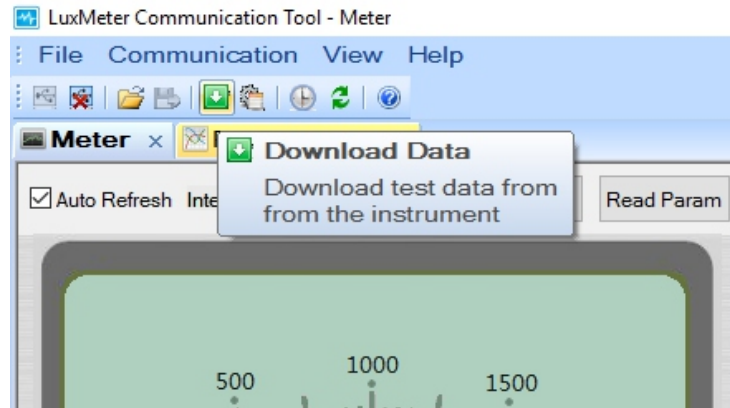 LuxMeter Communication Tool - Meter
File Communication View Help
Meter x
Download Data
Download test data from
from the instrument
Auto Refresh
Read Param
500 1000 1500